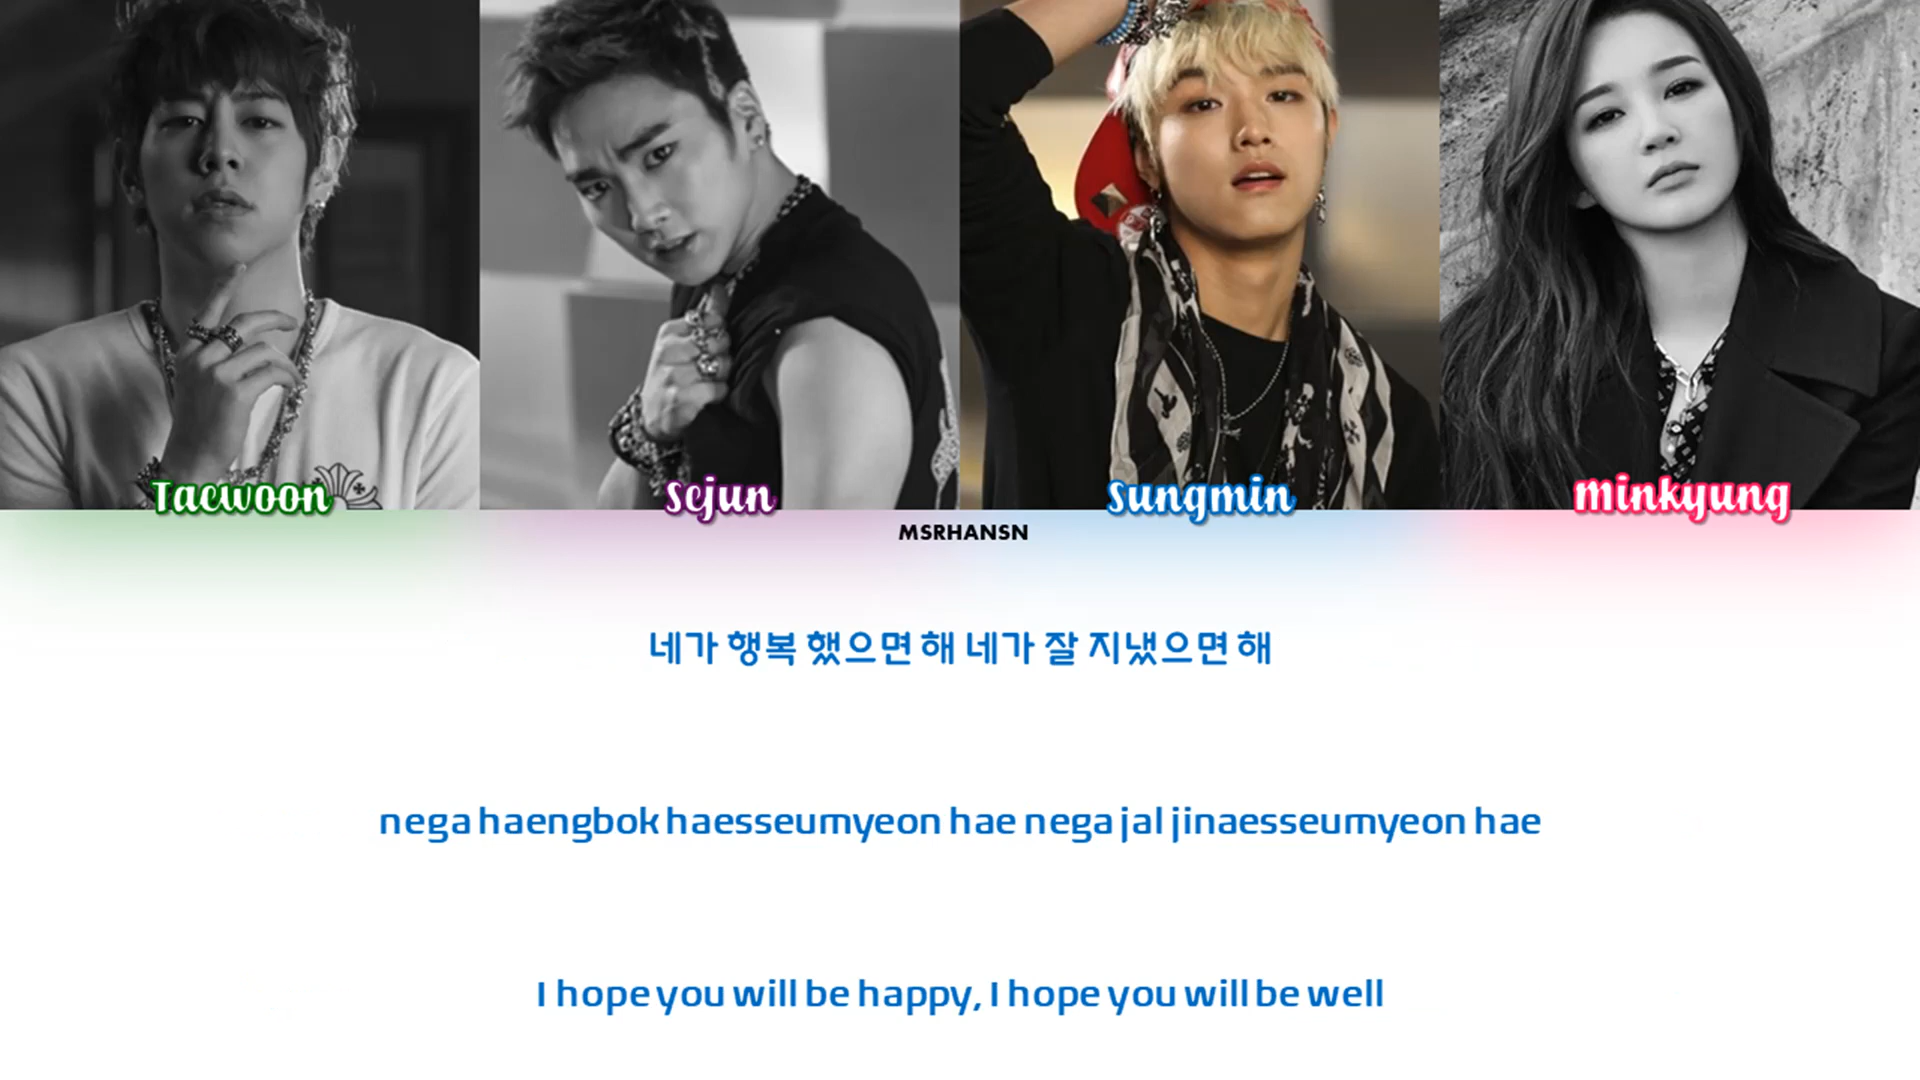 Taewoon
Sejun
Sungmin
Minkyung
MSRHANSN
네가 행복 했으면 해 네가 잘 지냈으면 해
nega haengbok haesseumyeon hae nega jal jinaesseumyeon hae
I hope you will be happy, I hope you will be well